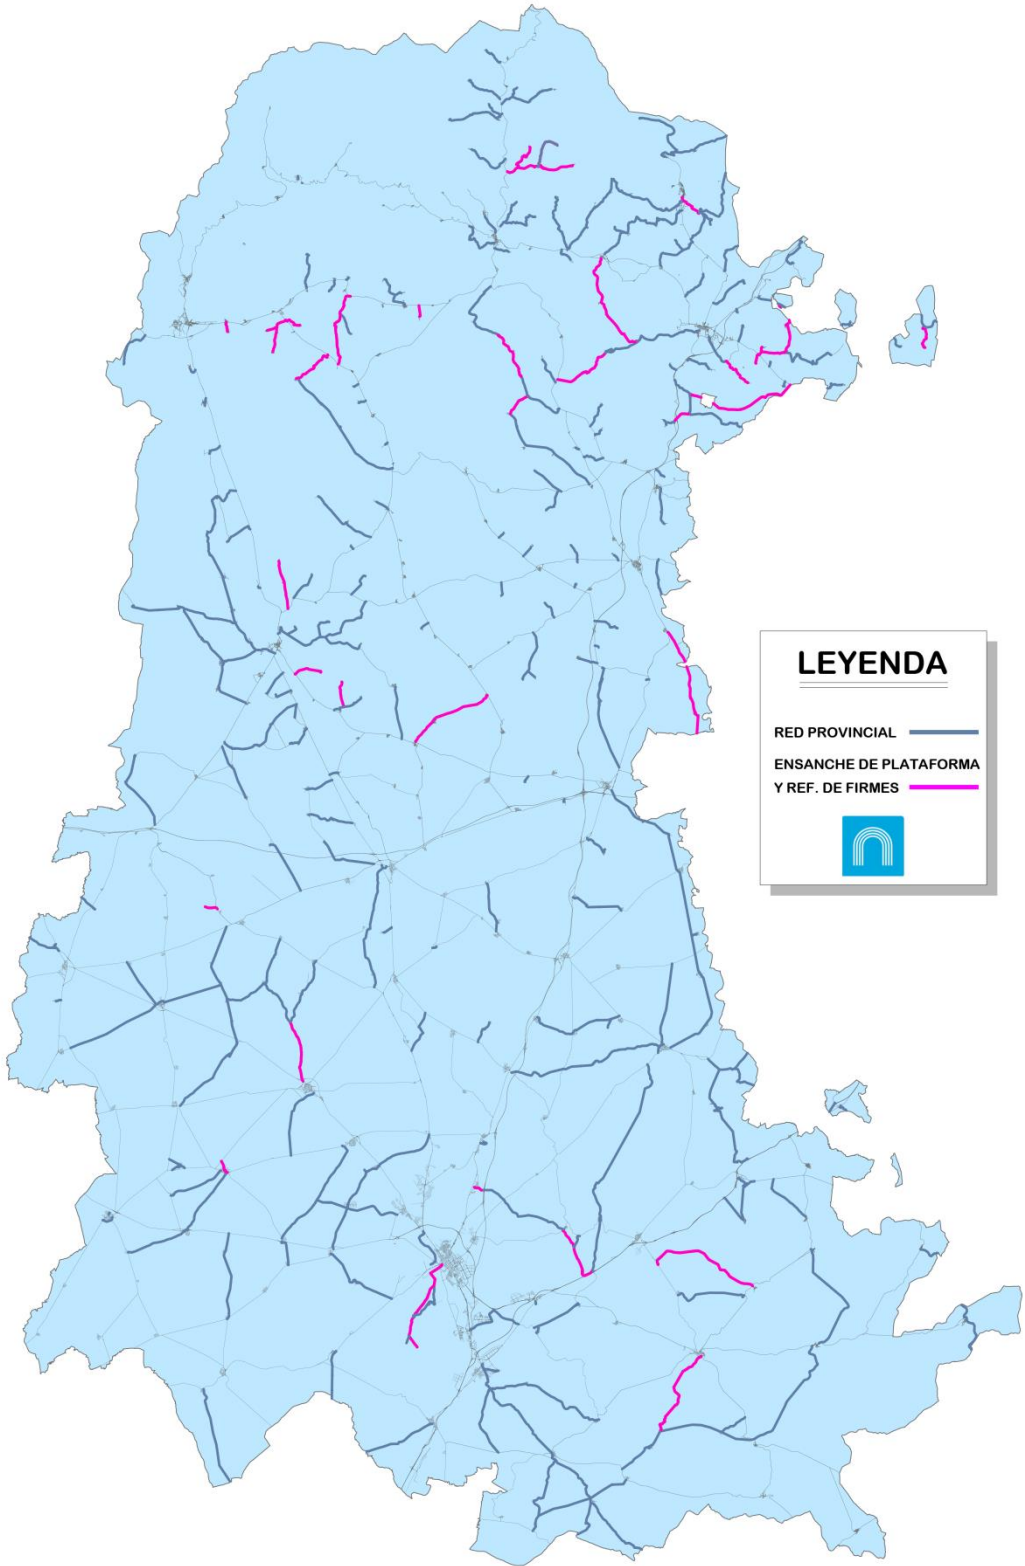 LEYENDA
RED PROVINCIAL
ENSANCHE DE PLATAFORMA
Y REF. DE FIRMES